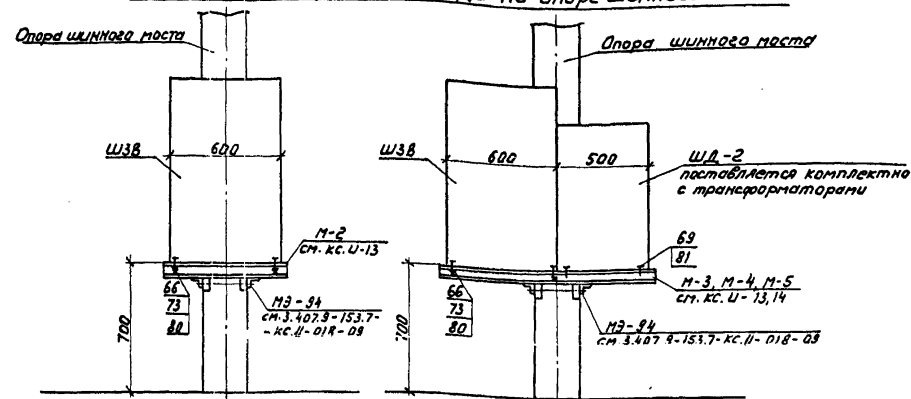 на опоре
Опора шинного моста
ШЗВ
600
М-2
см. КС.И-13
66
73
80
МЭ-94
см.3.407.9-153.7-
-КС.И-018-09
700
Опора шинного моста
ШЗВ
600
500
ШД-2
поставляется комплектно
с трансформаторами
69
81
М-3, М-4, М-5
см. КС.И-13,14
66
73
80
МЭ-94
см.3.407.9-153.7-КС.И-018-09
700